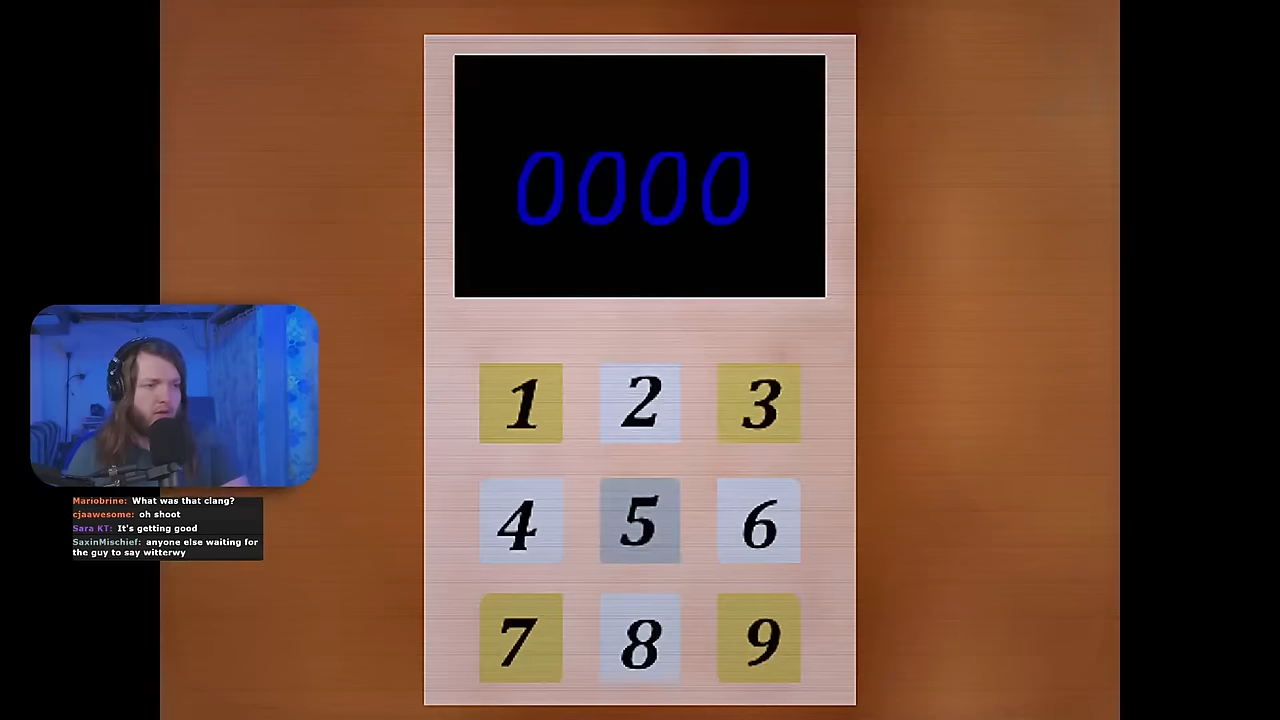 0000
1 2 3
4 5 6
7 8 9
Mariobrine: What was that clang?
cjaawesome: oh shoot
Sara KT: It's getting good
SaxinMischief: anyone else waiting for
the guy to say witterwy